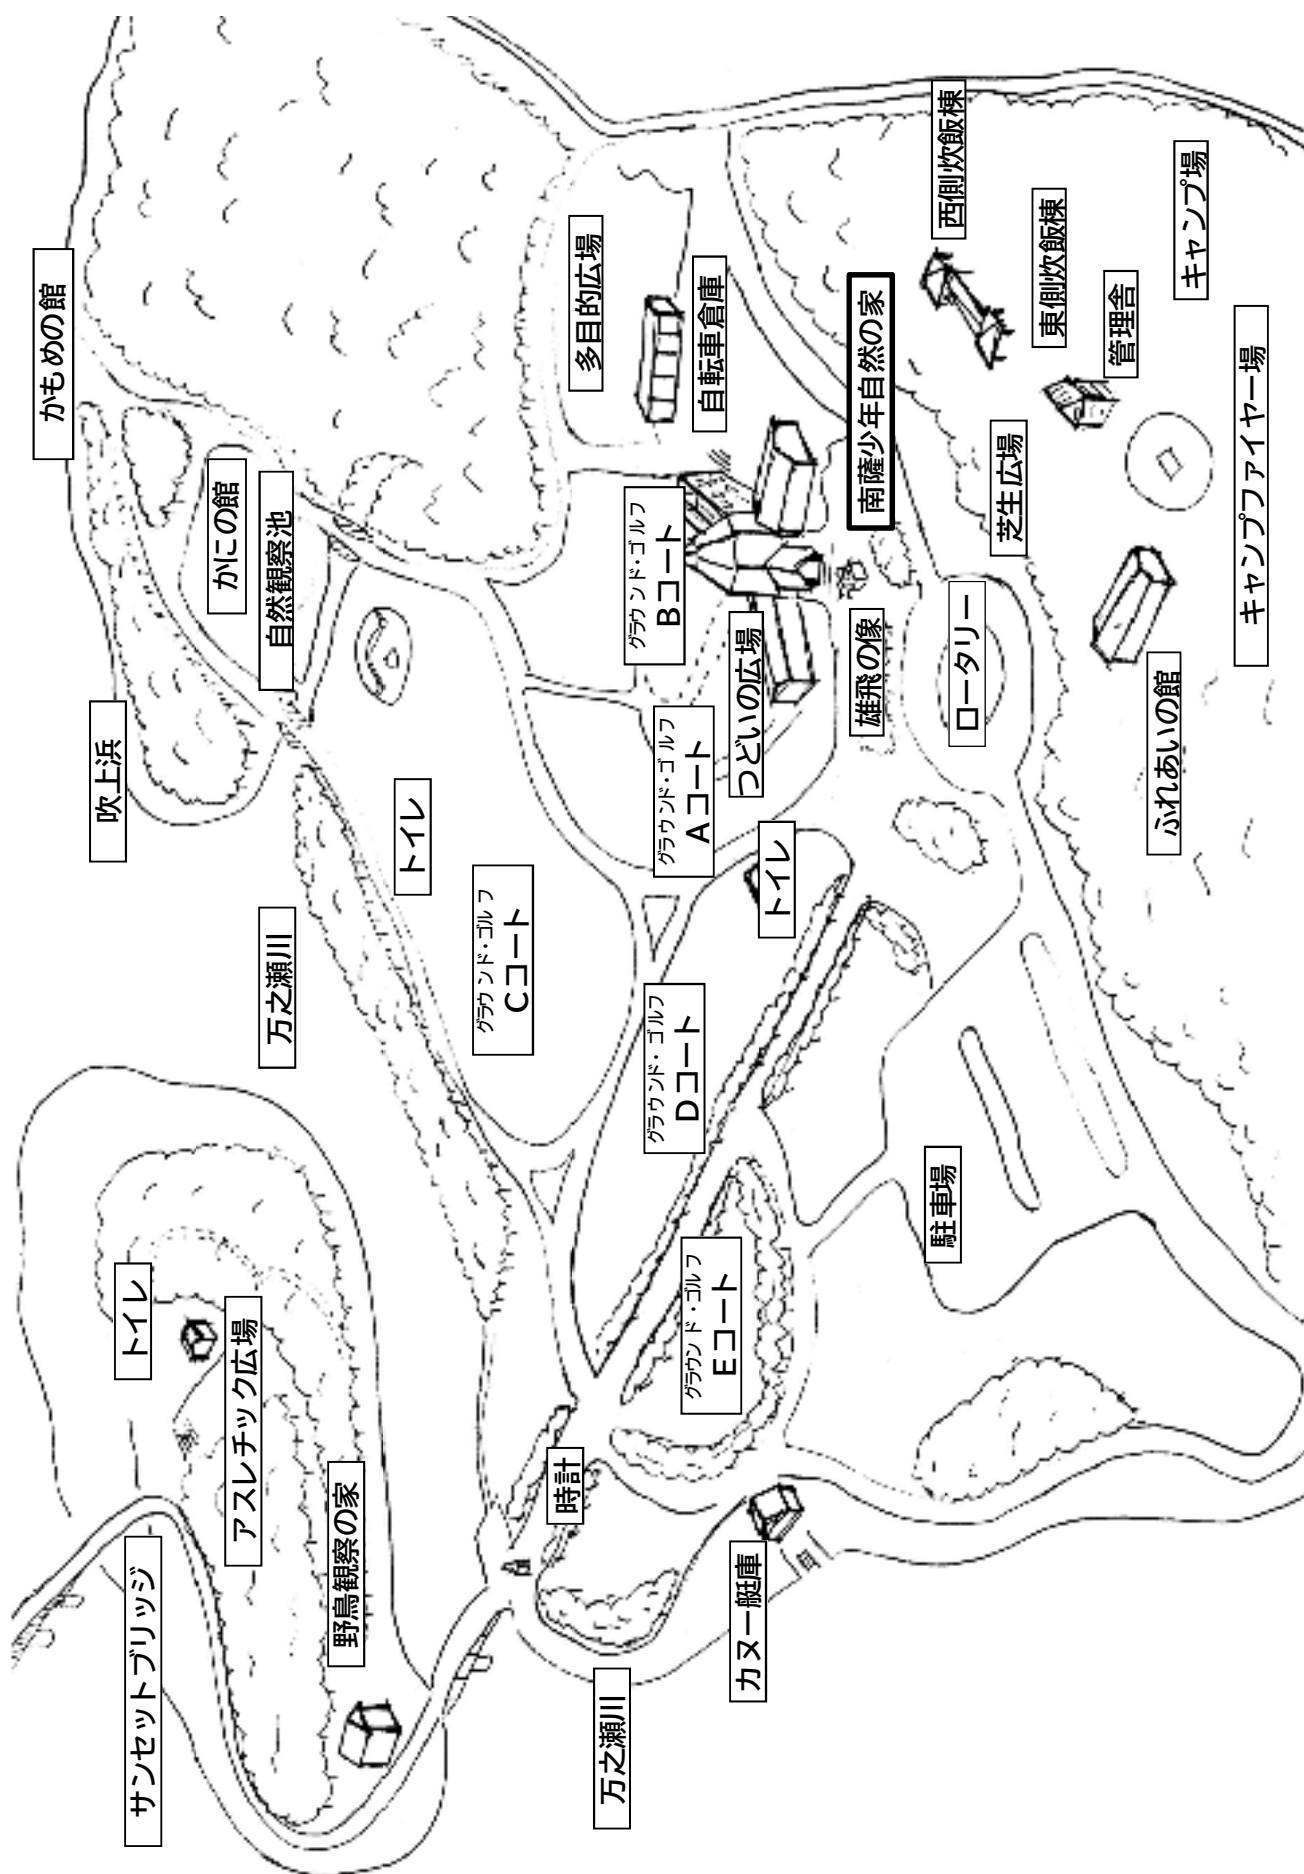 サンセットブリッジ
トイレ
アスレチック広場
野鳥観察の家
吹上浜
かもめの館
かにの館
自然観察池
万之瀬川
トイレ
グラウンド・ゴルフ
Cコート
時計
万之瀬川
カヌー艇庫
グラウンド・ゴルフ
Eコート
グラウンド・ゴルフ
Dコート
グラウンド・ゴルフ
Aコート
グラウンド・ゴルフ
Bコート
つどいの広場
トイレ
多目的広場
自転車倉庫
南薩少年自然の家
雄飛の像
ロータリー
駐車場
芝生広場
西側炊飯棟
東側炊飯棟
管理舎
キャンプ場
ふれあいの館
キャンプファイヤー場